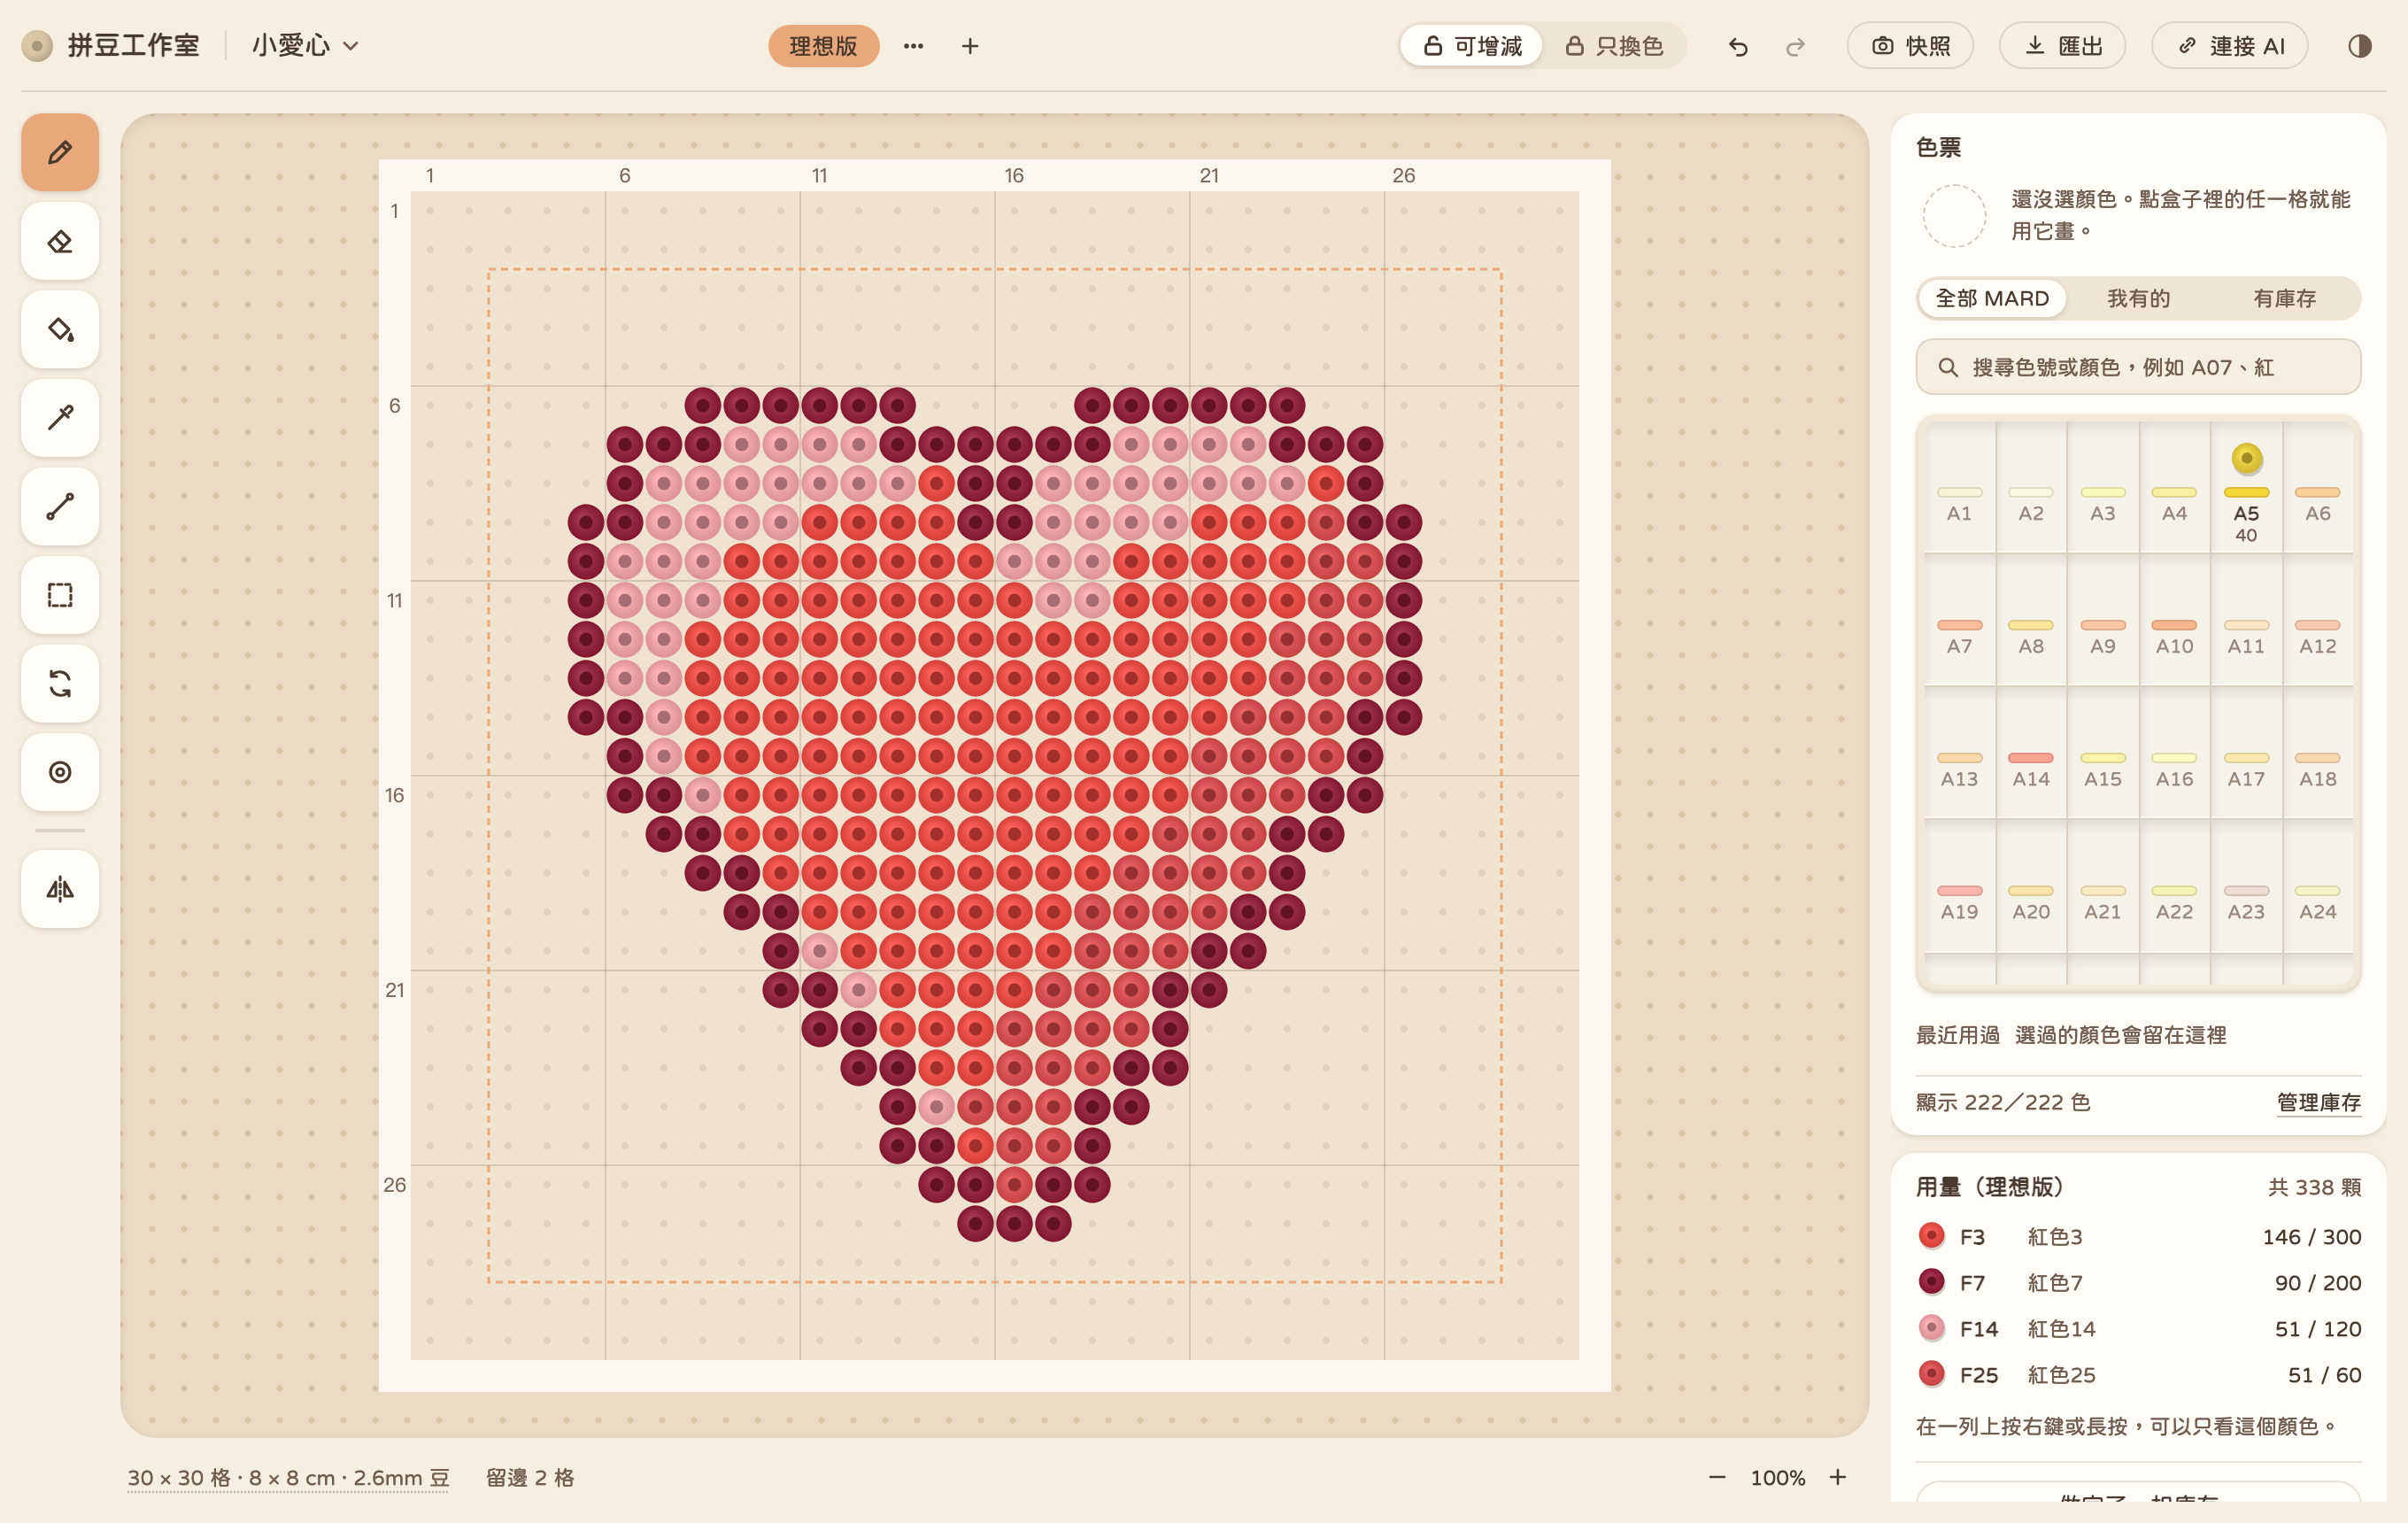 拼豆工作室
小愛心
理想版
可增減
只換色
快照
匯出
連接 AI
1 6 11 16 21 26
1
6
11
16
21
26
色票
還沒選顏色。點盒子裡的任一格就能
用它畫。
全部 MARD
我有的
有庫存
搜尋色號或顏色，例如 A07、紅
A1 A2 A3 A4 A5 A6
40
A7 A8 A9 A10 A11 A12
A13 A14 A15 A16 A17 A18
A19 A20 A21 A22 A23 A24
最近用過 選過的顏色會留在這裡
顯示 222／222 色
管理庫存
用量（理想版） 共 338 顆
F3 紅色3 146 / 300
F7 紅色7 90 / 200
F14 紅色14 51 / 120
F25 紅色25 51 / 60
在一列上按右鍵或長按，可以只看這個顏色。
30 × 30 格 · 8 × 8 cm · 2.6mm 豆
留邊 2 格
100%